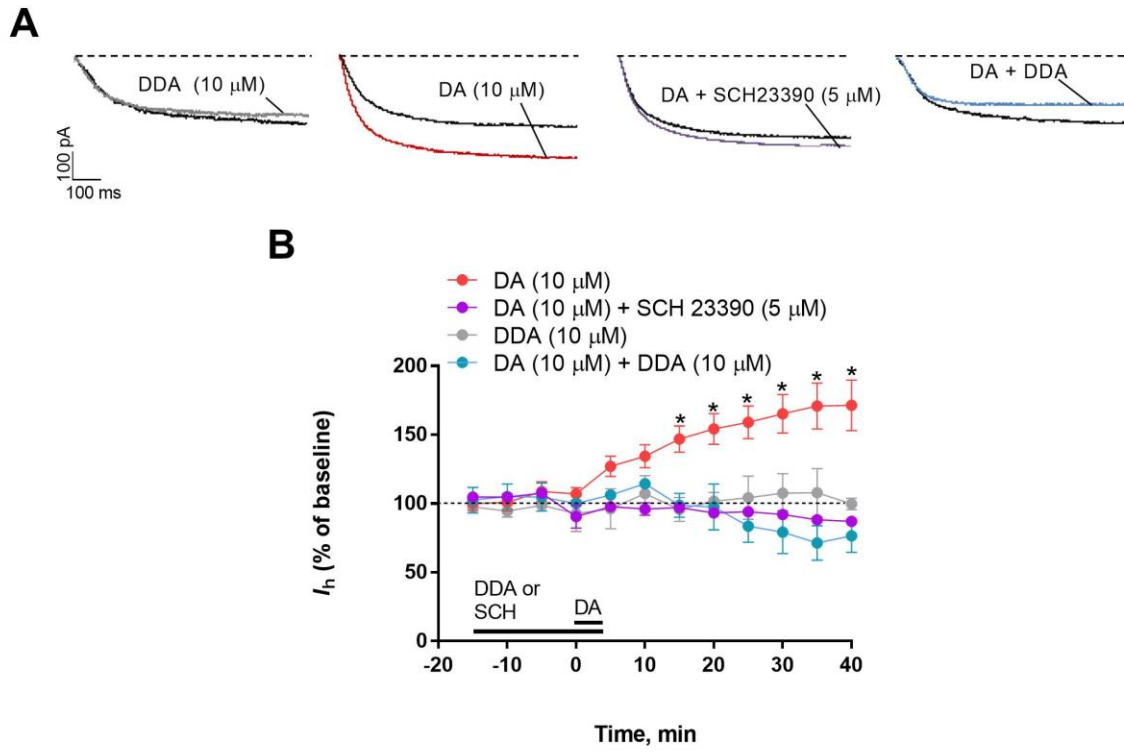 A
DDA (10 μM)
DA (10 μM)
DA + SCH23390 (5 μM)
DA + DDA
100 pA
100 ms
B
DA (10 μM)
DA (10 μM) + SCH 23390 (5 μM)
DDA (10 μM)
DA (10 μM) + DDA (10 μM)
200
150
100
50
0
Ih (% of baseline)
* * * * * *
DDA or
SCH
DA
-20 -10 0 10 20 30 40
Time, min